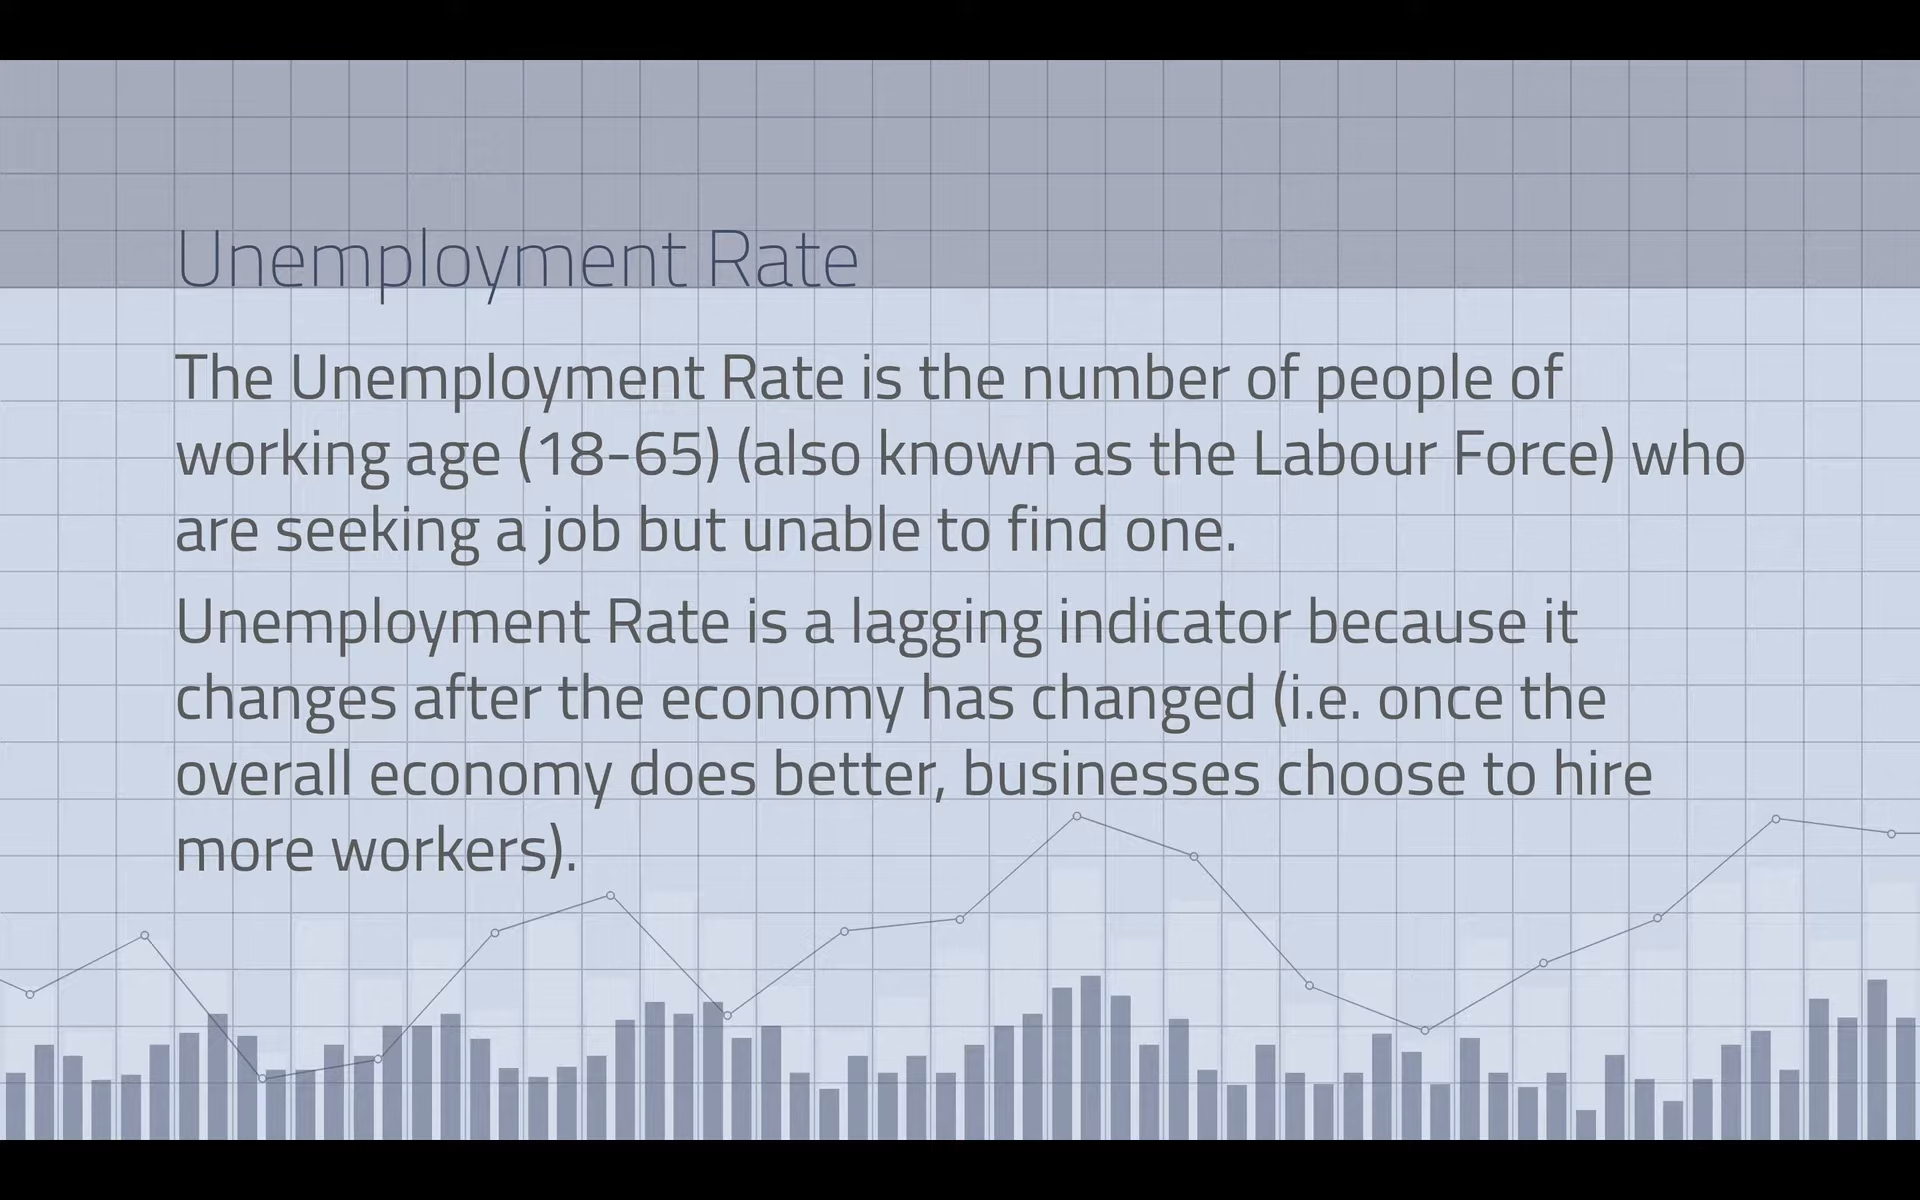 Unemployment Rate
The Unemployment Rate is the number of people of
working age (18-65) (also known as the Labour Force) who
are seeking a job but unable to find one.
Unemployment Rate is a lagging indicator because it
changes after the economy has changed (i.e. once the
overall economy does better, businesses choose to hire
more workers).